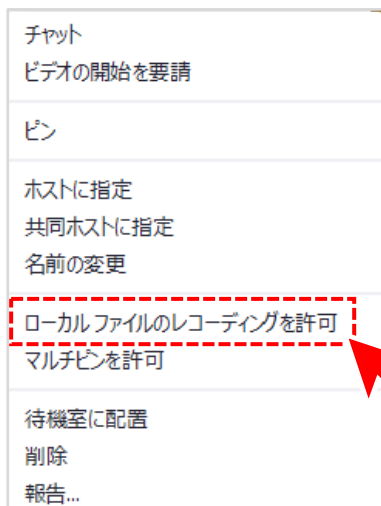 チャット
ビデオの開始を要請
ピン
ホストに指定
共同ホストに指定
名前の変更
ローカル ファイルのレコーディングを許可
マルチピンを許可
待機室に配置
削除
報告...